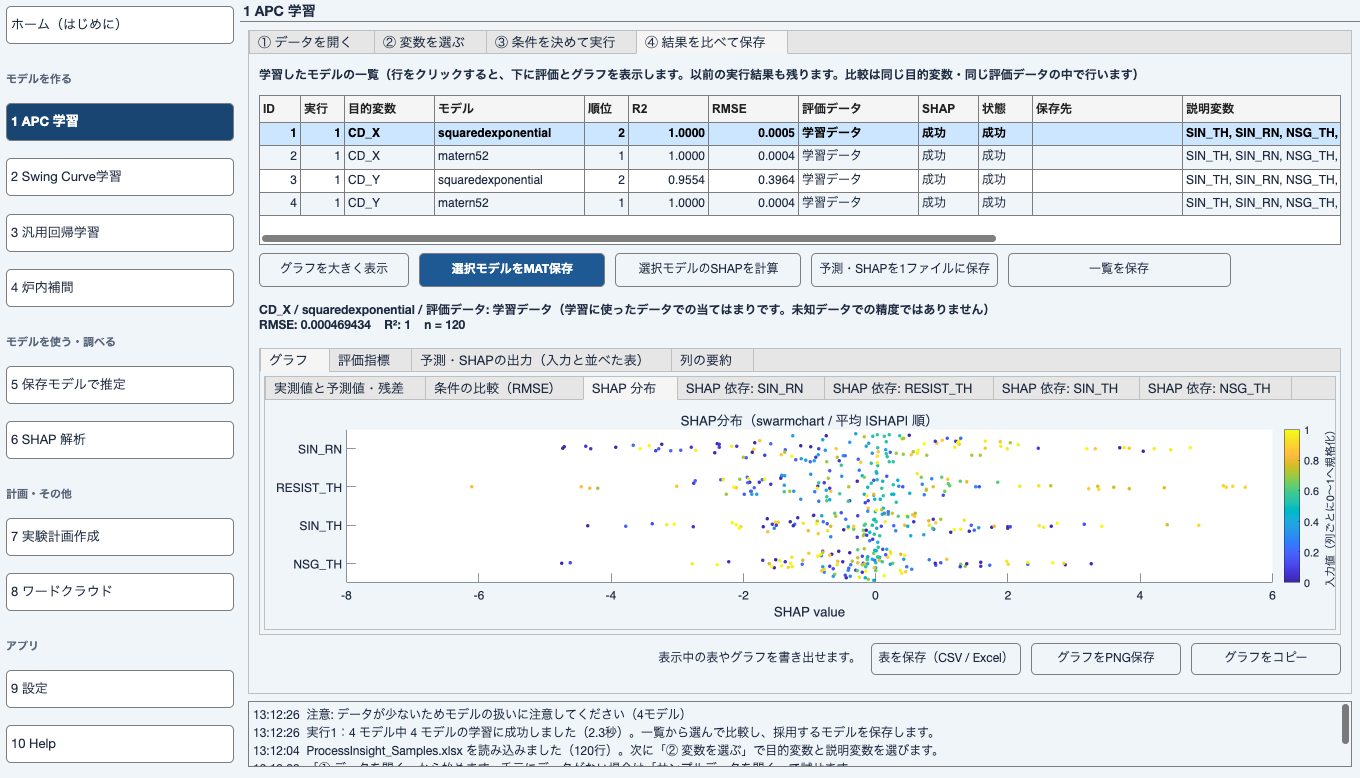 ホーム（はじめに）
モデルを作る
1 APC 学習
2 Swing Curve学習
3 汎用回帰学習
4 炉内補間
モデルを使う・調べる
5 保存モデルで推定
6 SHAP 解析
計画・その他
7 実験計画作成
8 ワードクラウド
アプリ
9 設定
10 Help
1 APC 学習
① データを開く ② 変数を選ぶ ③ 条件を決めて実行 ④ 結果を比べて保存
学習したモデルの一覧（行をクリックすると、下に評価とグラフを表示します。以前の実行結果も残ります。比較は同じ目的変数・同じ評価データの中で行います）
ID 実行 目的変数 モデル 順位 R2 RMSE 評価データ SHAP 状態 保存先 説明変数
1 1 CD_X squaredexponential 2 1.0000 0.0005 学習データ 成功 成功 SIN_TH, SIN_RN, NSG_TH,
2 1 CD_X matern52 1 1.0000 0.0004 学習データ 成功 成功 SIN_TH, SIN_RN, NSG_TH,
3 1 CD_Y squaredexponential 2 0.9554 0.3964 学習データ 成功 成功 SIN_TH, SIN_RN, NSG_TH,
4 1 CD_Y matern52 1 1.0000 0.0004 学習データ 成功 成功 SIN_TH, SIN_RN, NSG_TH,
グラフを大きく表示 選択モデルをMAT保存 選択モデルのSHAPを計算 予測・SHAPを1ファイルに保存 一覧を保存
CD_X / squaredexponential / 評価データ: 学習データ（学習に使ったデータでの当てはまりです。未知データでの精度ではありません）
RMSE: 0.000469434 R²: 1 n = 120
グラフ 評価指標 予測・SHAPの出力（入力と並べた表） 列の要約
実測値と予測値・残差 条件の比較（RMSE） SHAP 分布 SHAP 依存: SIN_RN SHAP 依存: RESIST_TH SHAP 依存: SIN_TH SHAP 依存: NSG_TH
SHAP分布（swarmchart / 平均 |SHAP| 順）
SIN_RN
RESIST_TH
SIN_TH
NSG_TH
-8 -6 -4 -2 0 2 4 6
SHAP value
1
0.8
0.6
0.4
0.2
0
入力値（列ごとに0〜1へ規格化）
表示中の表やグラフを書き出せます。 表を保存（CSV / Excel） グラフをPNG保存 グラフをコピー
13:12:26 注意: データが少ないためモデルの扱いに注意してください（4モデル）
13:12:26 実行1：4 モデル中 4 モデルの学習に成功しました（2.3秒）。一覧から選んで比較し、採用するモデルを保存します。
13:12:04 ProcessInsight_Samples.xlsx を読み込みました（120行）。次に「② 変数を選ぶ」で目的変数と説明変数を選びます。